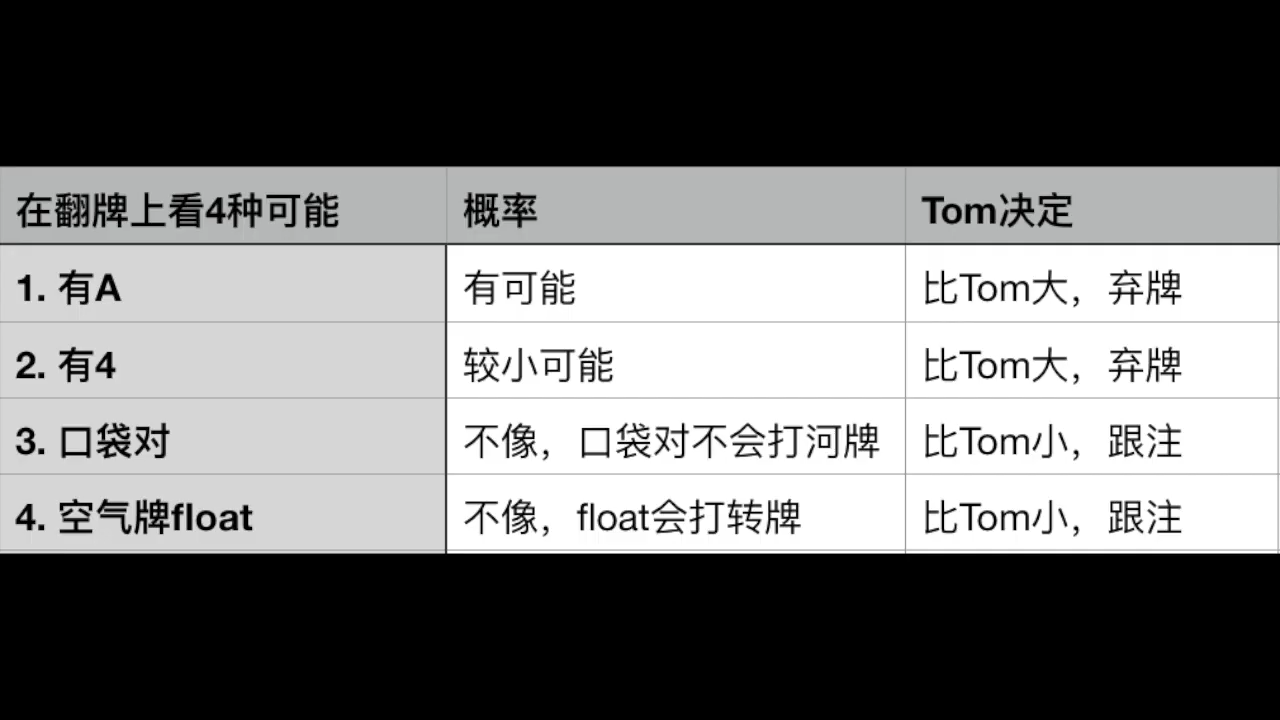 在翻牌上看4种可能 概率 Tom决定
1. 有A 有可能 比Tom大，弃牌
2. 有4 较小可能 比Tom大，弃牌
3. 口袋对 不像，口袋对不会打河牌 比Tom小，跟注
4. 空气牌float 不像，float会打转牌 比Tom小，跟注